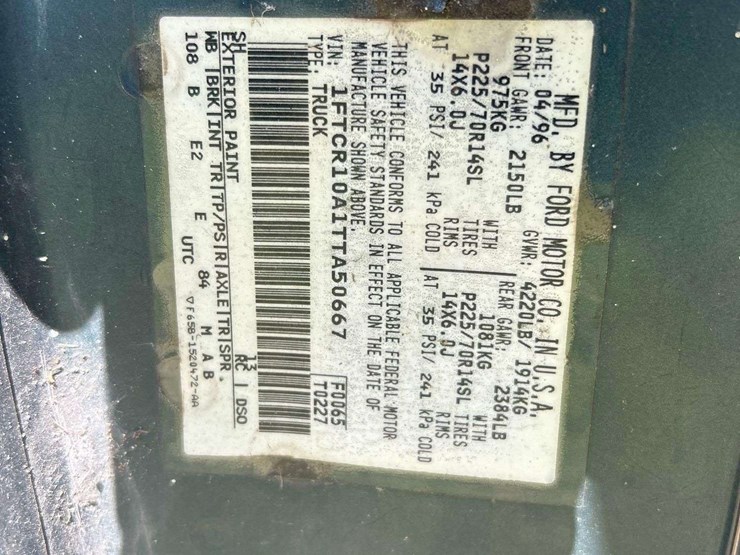 MFD. BY FORD MOTOR CO. IN U.S.A.
DATE: 04/96 GVWR: 4220LB/ 1914KG
FRONT GAWR: 2150LB REAR GAWR: 2384LB
975KG WITH 1081KG WITH
P225/70R14SL TIRES P225/70R14SL TIRES
14X6.0J RIMS 14X6.0J RIMS
AT 35 PSI/ 241 kPa COLD AT 35 PSI/ 241 kPa COLD
THIS VEHICLE CONFORMS TO ALL APPLICABLE FEDERAL MOTOR
VEHICLE SAFETY STANDARDS IN EFFECT ON THE DATE OF
MANUFACTURE SHOWN ABOVE.
VIN: 1FTCR10A1TTA50667 F0065
TYPE: TRUCK T0227
SH 13
EXTERIOR PAINT RC | DSO
WB |BRK|INT TR|TP/PS|R|AXLE|TR|SPR.
108 B E2 E 84 M A B
UTC ▽F65B-1520472-AA